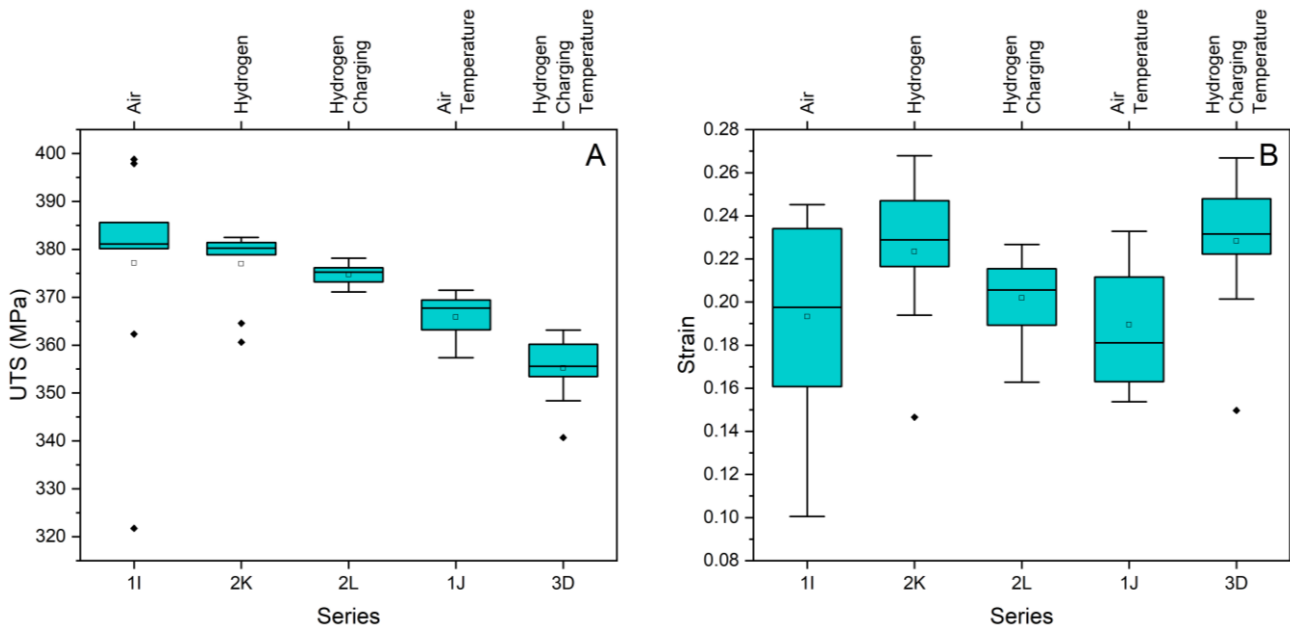 Air
Hydrogen
Hydrogen
Charging
Air
Temperature
Hydrogen
Charging
Temperature
A
UTS (MPa)
400
390
380
370
360
350
340
330
320
1I
2K
2L
1J
3D
Series
Air
Hydrogen
Hydrogen
Charging
Air
Temperature
Hydrogen
Charging
Temperature
B
Strain
0.28
0.26
0.24
0.22
0.20
0.18
0.16
0.14
0.12
0.10
0.08
1I
2K
2L
1J
3D
Series